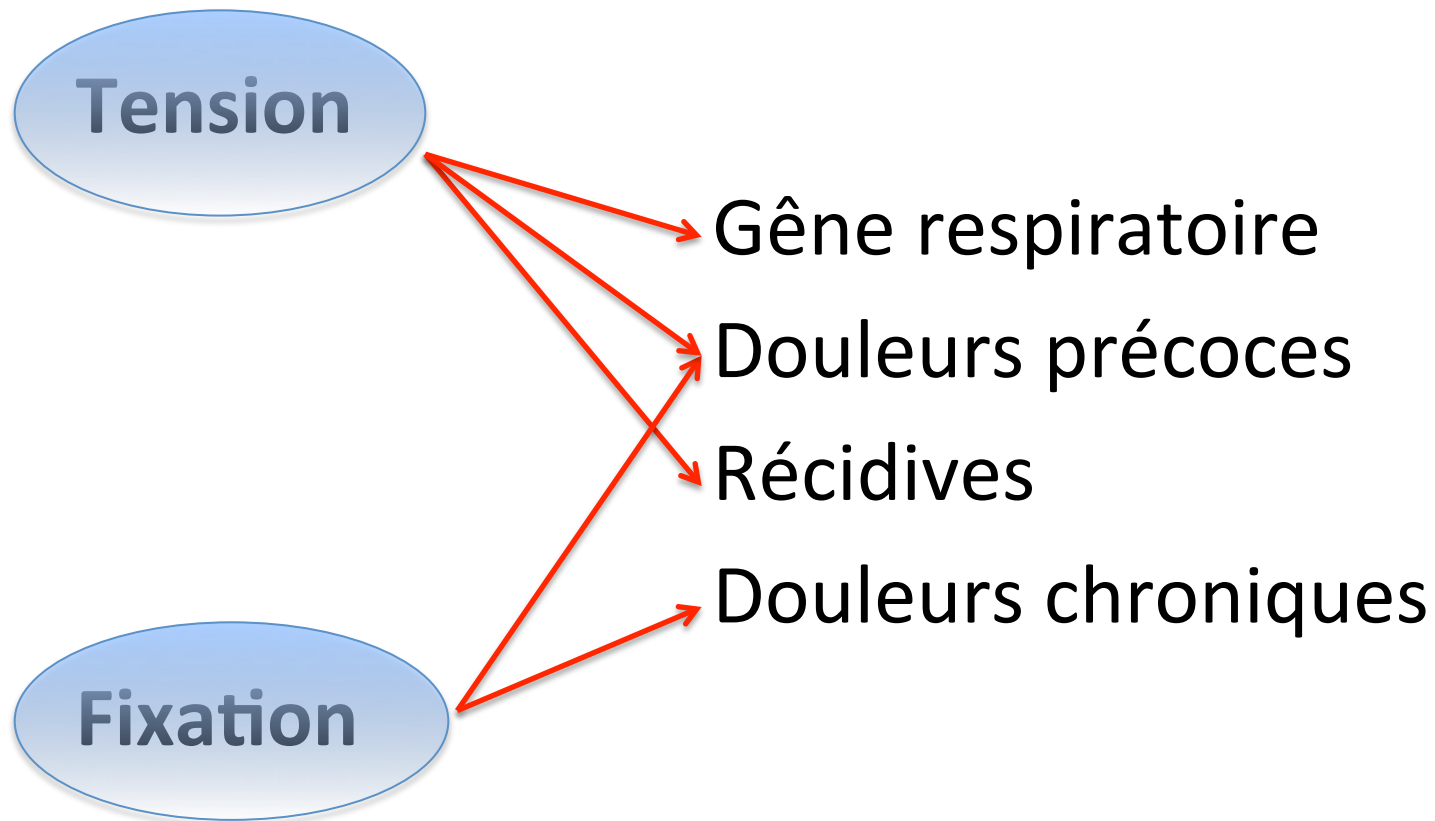 Tension
Gêne respiratoire
Douleurs précoces
Récidives
Douleurs chroniques
Fixation